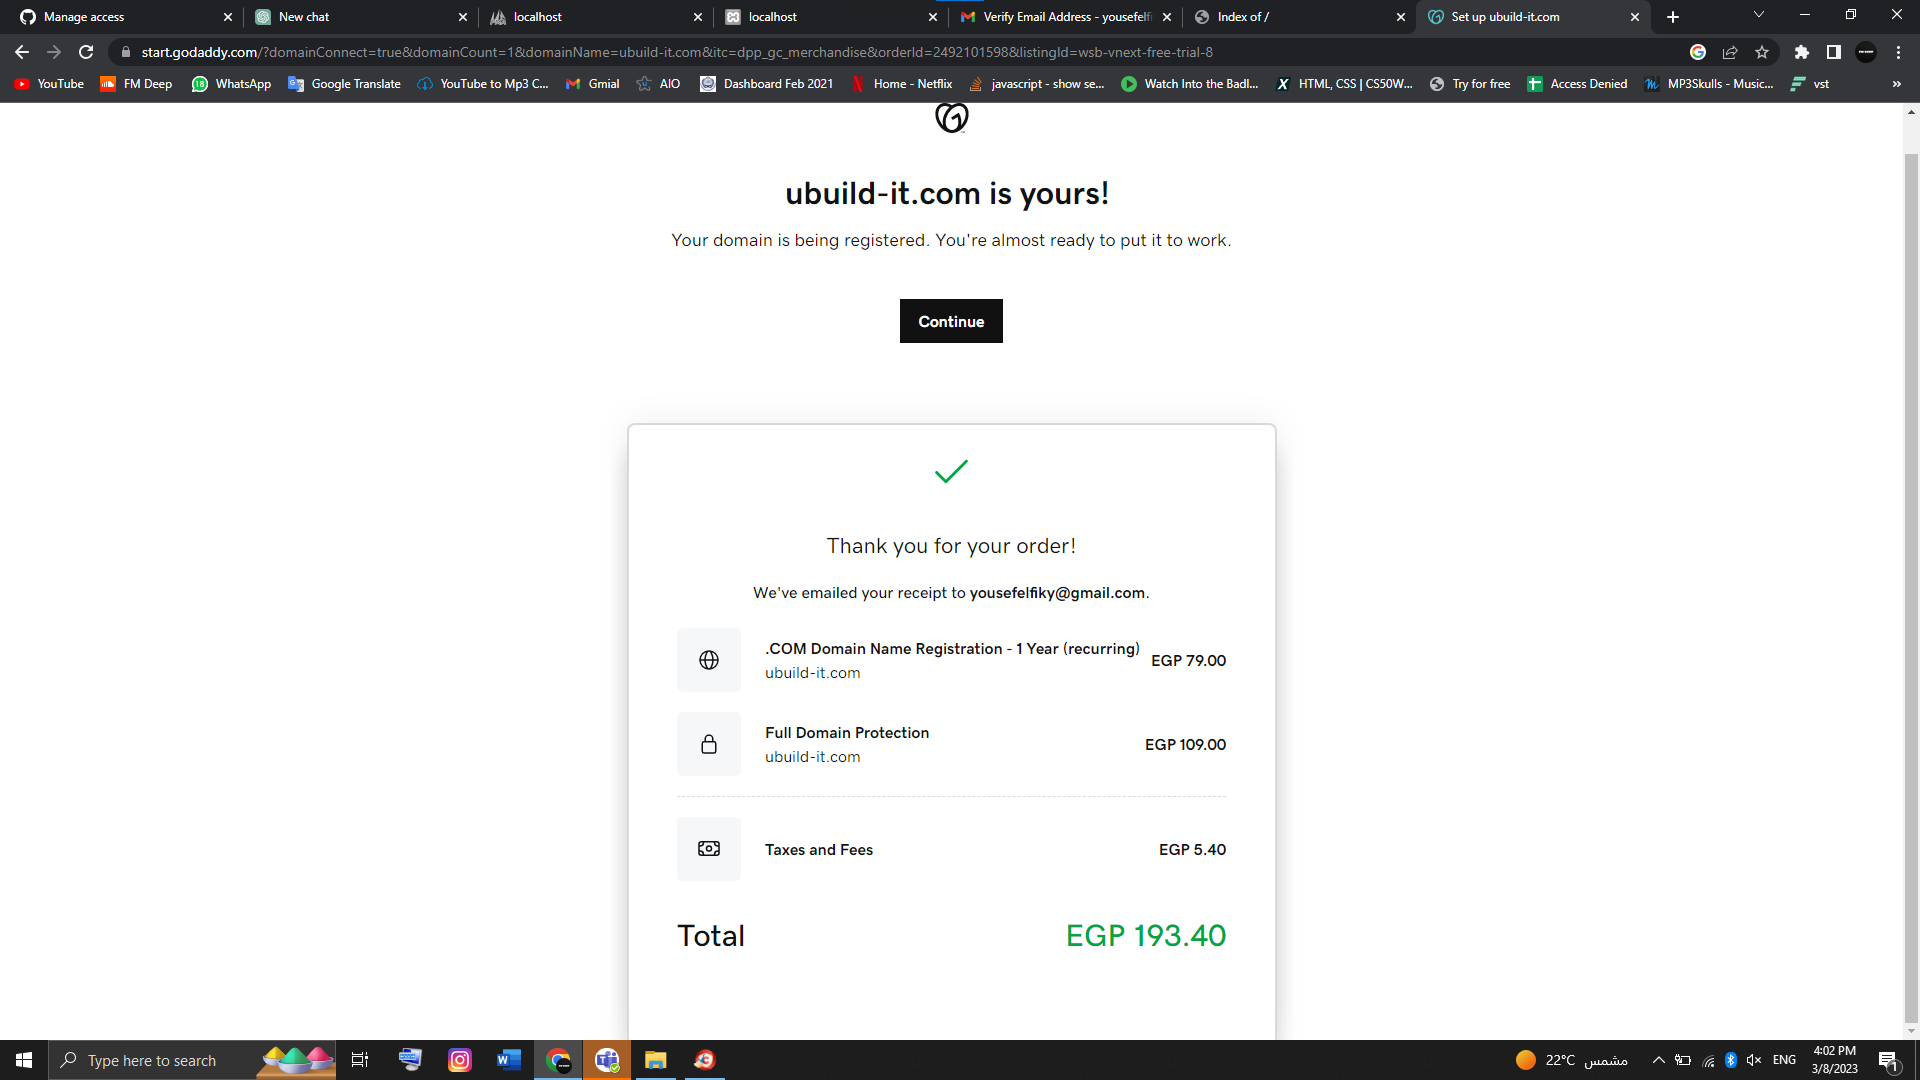 Manage access
New chat
localhost
localhost
Verify Email Address - yousefelfi
Index of /
Set up ubuild-it.com
start.godaddy.com/?domainConnect=true&domainCount=1&domainName=ubuild-it.com&itc=dpp_gc_merchandise&orderId=2492101598&listingId=wsb-vnext-free-trial-8
YouTube
FM Deep
18
WhatsApp
Google Translate
YouTube to Mp3 C...
Gmial
AIO
Dashboard Feb 2021
Home - Netflix
javascript - show se...
Watch Into the Badl...
HTML, CSS | CS50W...
Try for free
Access Denied
MP3Skulls - Music...
vst
»
ubuild-it.com is yours!
Your domain is being registered. You're almost ready to put it to work.
Continue
Thank you for your order!
We've emailed your receipt to yousefelfiky@gmail.com.
.COM Domain Name Registration - 1 Year (recurring)
ubuild-it.com
EGP 79.00
Full Domain Protection
ubuild-it.com
EGP 109.00
Taxes and Fees
EGP 5.40
Total
EGP 193.40
Type here to search
22°C مشمس
ENG
4:02 PM
3/8/2023
1